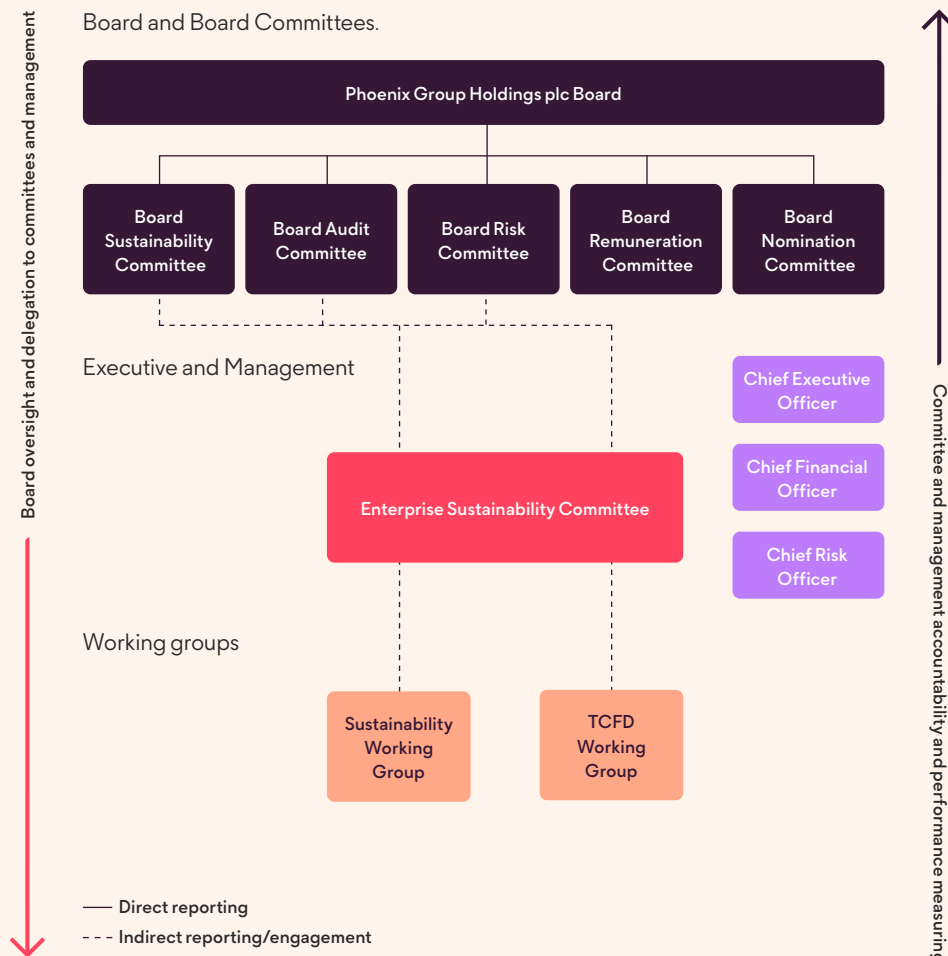 Board oversight and delegation to committees and management
Board and Board Committees.
Phoenix Group Holdings plc Board
Board
Sustainability
Committee
Board Audit
Committee
Board Risk
Committee
Board
Remuneration
Committee
Board
Nomination
Committee
Executive and Management
Chief Executive
Officer
Chief Financial
Officer
Chief Risk
Officer
Enterprise Sustainability Committee
Working groups
Sustainability
Working
Group
TCFD
Working
Group
Direct reporting
Indirect reporting/engagement
Committee and management accountability and performance measuring